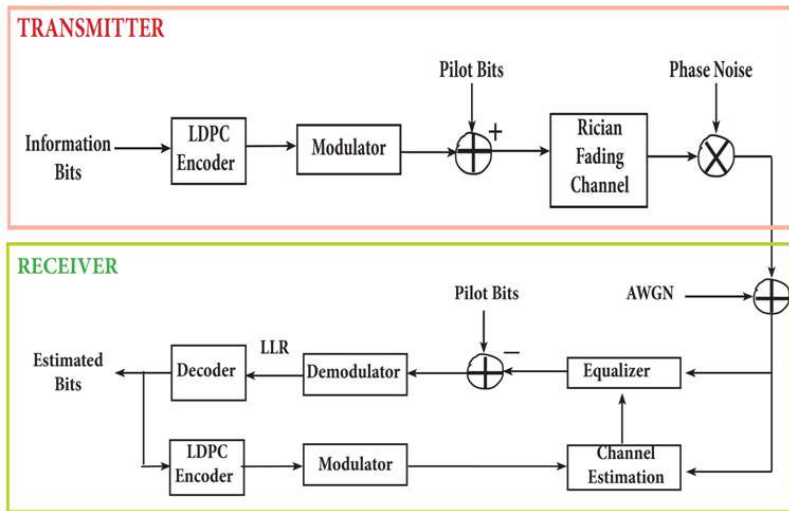 TRANSMITTER
Pilot Bits
Phase Noise
Information
Bits
LDPC
Encoder
Modulator
+
Rician
Fading
Channel
RECEIVER
Pilot Bits
AWGN
Estimated
Bits
Decoder
LLR
Demodulator
−
Equalizer
LDPC
Encoder
Modulator
Channel
Estimation